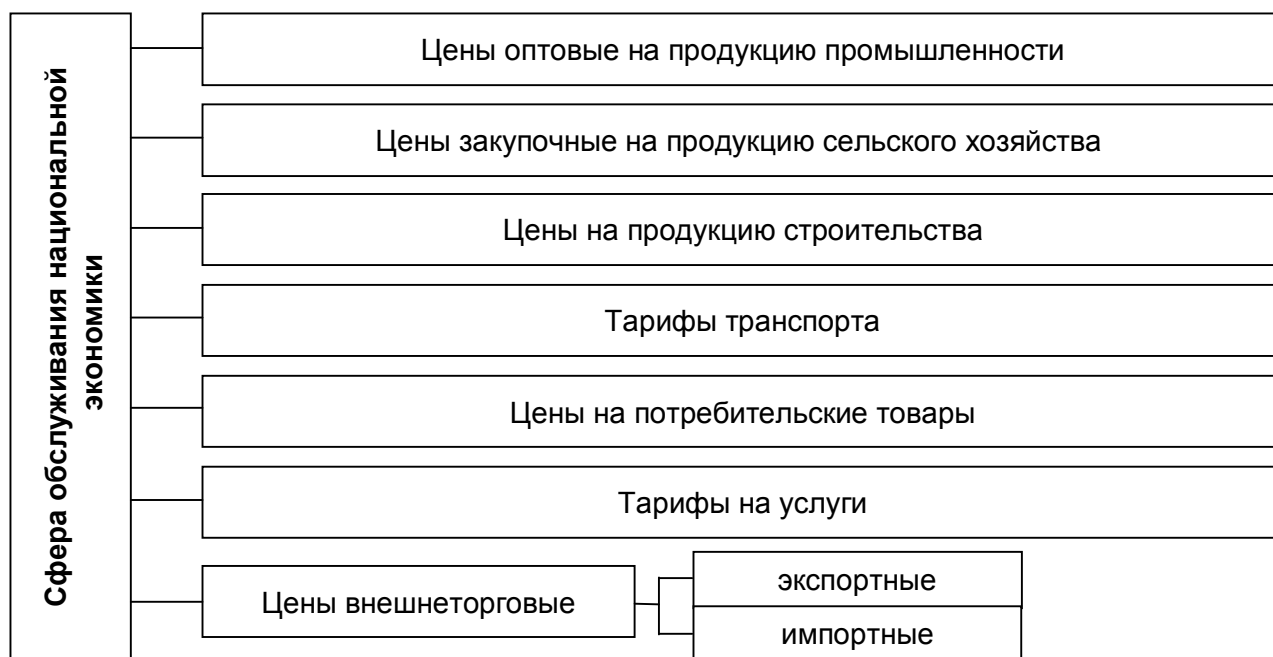 Сфера обслуживания национальной
экономики
Цены оптовые на продукцию промышленности
Цены закупочные на продукцию сельского хозяйства
Цены на продукцию строительства
Тарифы транспорта
Цены на потребительские товары
Тарифы на услуги
Цены внешнеторговые
экспортные
импортные